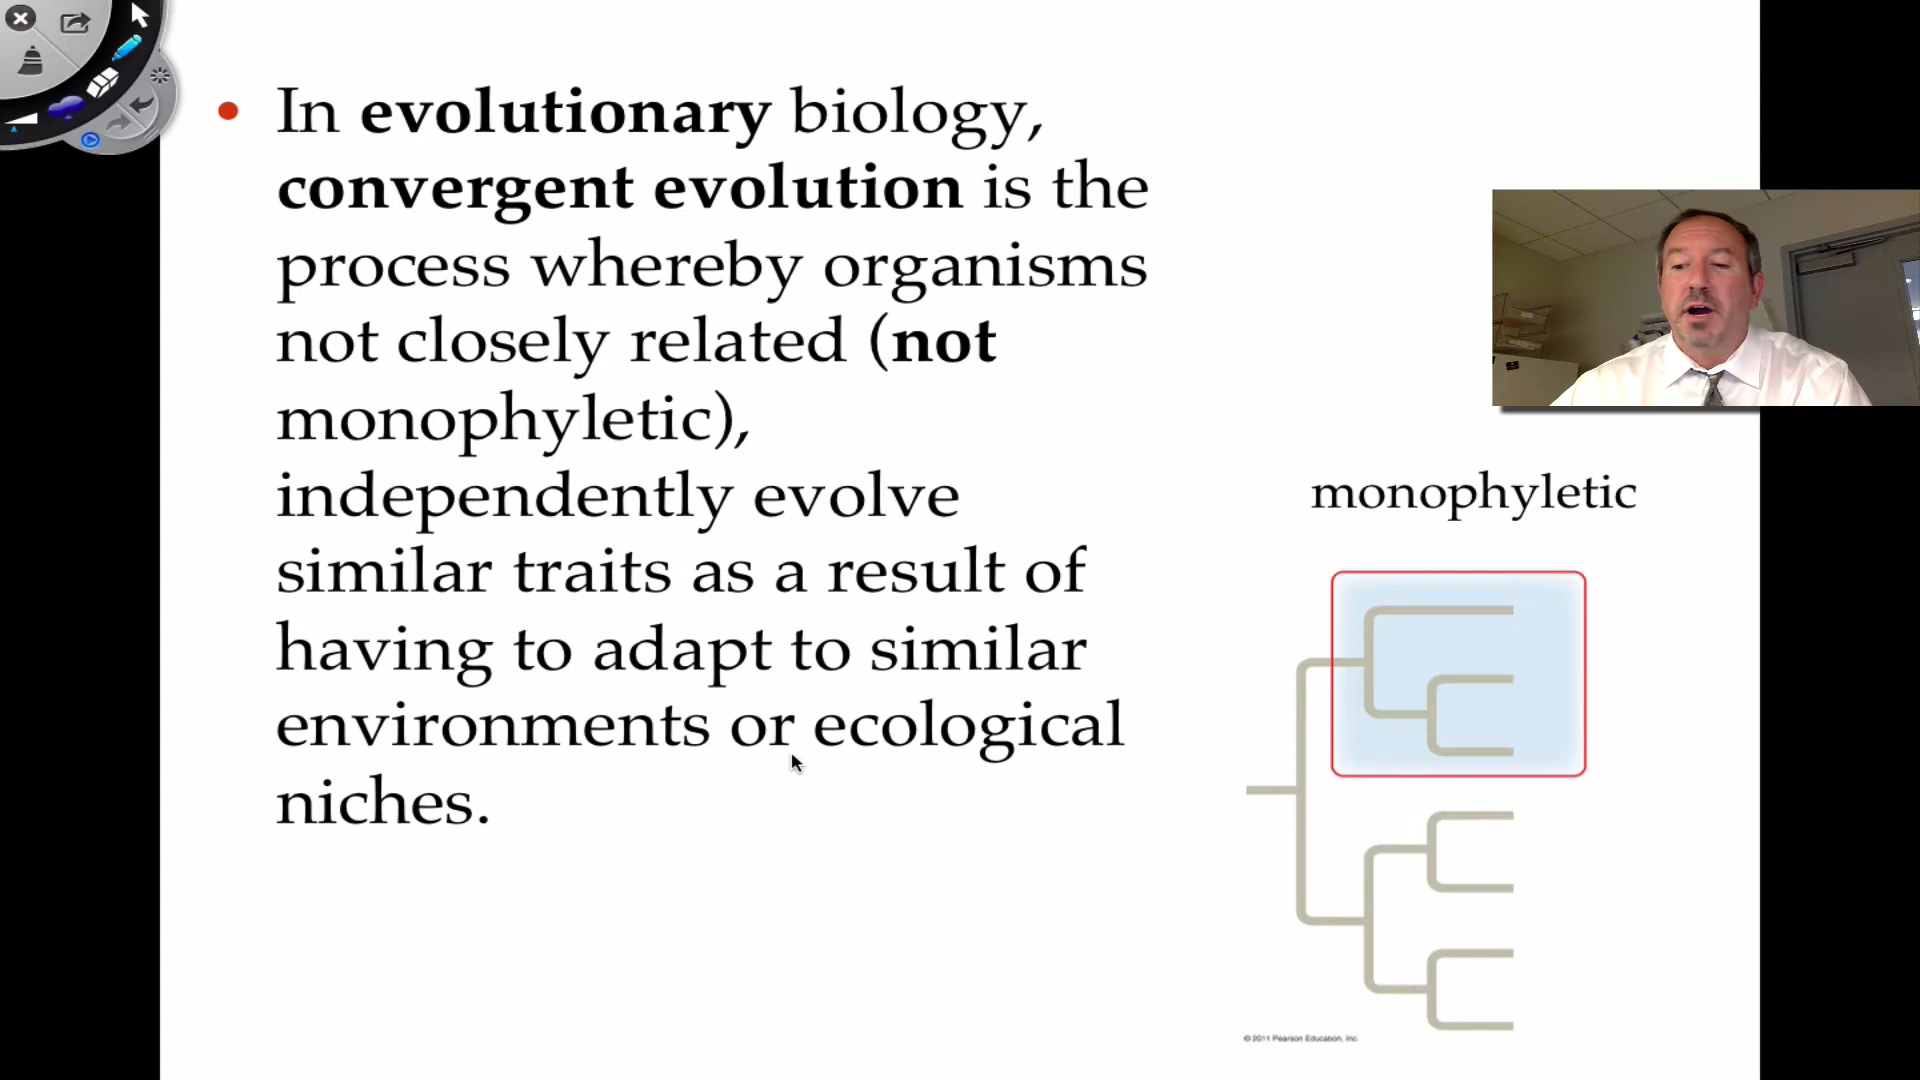 • In evolutionary biology,
convergent evolution is the
process whereby organisms
not closely related (not
monophyletic),
independently evolve
similar traits as a result of
having to adapt to similar
environments or ecological
niches.
monophyletic
© 2011 Pearson Education, Inc.